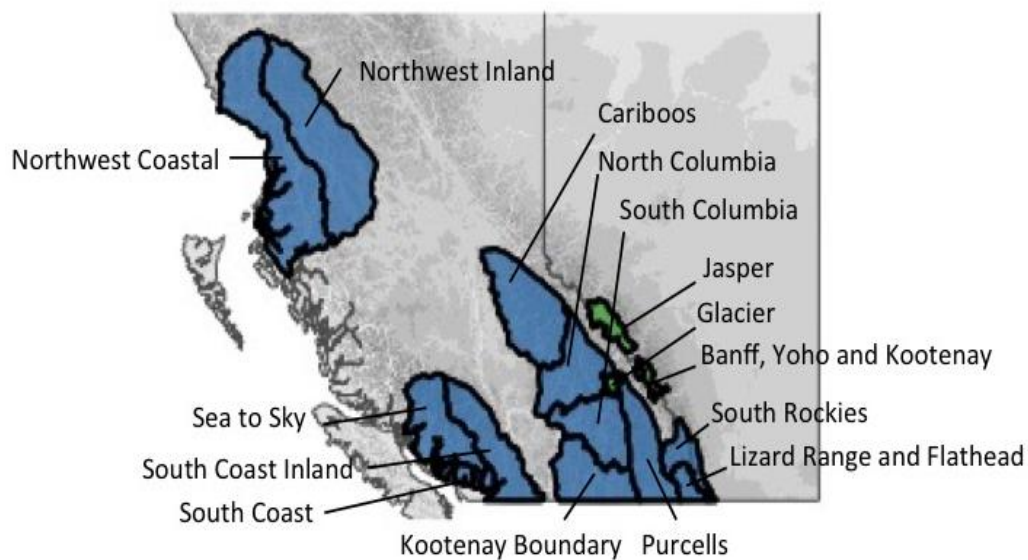 Northwest Inland
Cariboos
Northwest Coastal
North Columbia
South Columbia
Jasper
Glacier
Banff, Yoho and Kootenay
Sea to Sky
South Rockies
South Coast Inland
Lizard Range and Flathead
South Coast
Kootenay Boundary
Purcells